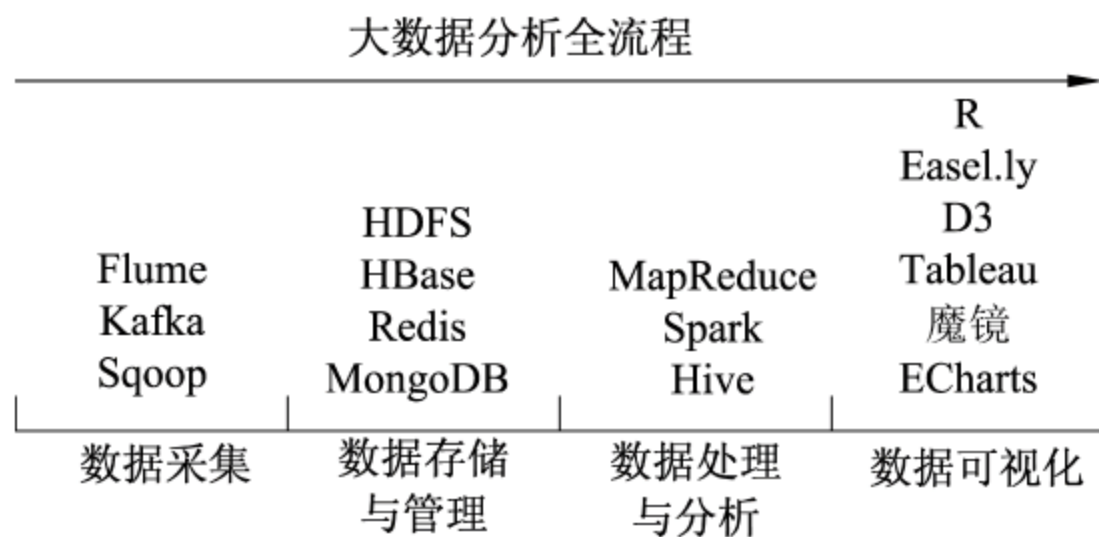 大数据分析全流程
Flume
Kafka
Sqoop
数据采集
HDFS
HBase
Redis
MongoDB
数据存储
与管理
MapReduce
Spark
Hive
数据处理
与分析
R
Easel.ly
D3
Tableau
魔镜
ECharts
数据可视化